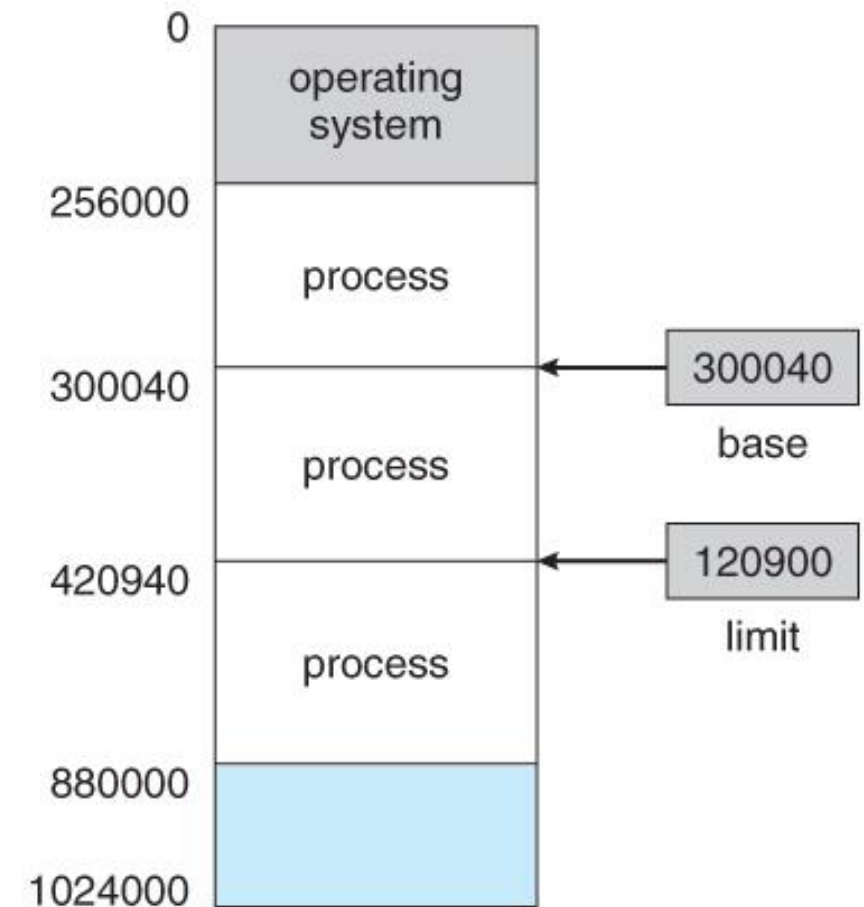 0
operating
system
256000
process
300040
300040
base
process
420940
120900
limit
process
880000
1024000